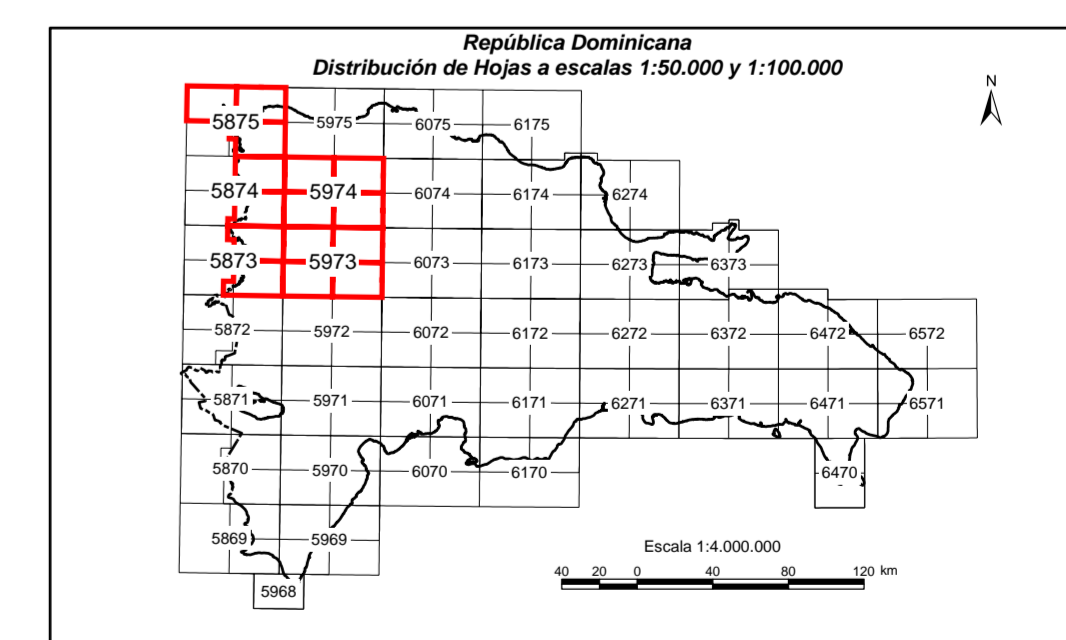 República Dominicana
Distribución de Hojas a escalas 1:50.000 y 1:100.000
N
5875 5975 6075 6175
5874 5974 6074 6174 6274
5873 5973 6073 6173 6273 6373
5872 5972 6072 6172 6272 6372 6472 6572
5871 5971 6071 6171 6271 6371 6471 6571
5870 5970 6070 6170 6470
5869 5969
5968
Escala 1:4.000.000
40 20 0 40 80 120 km